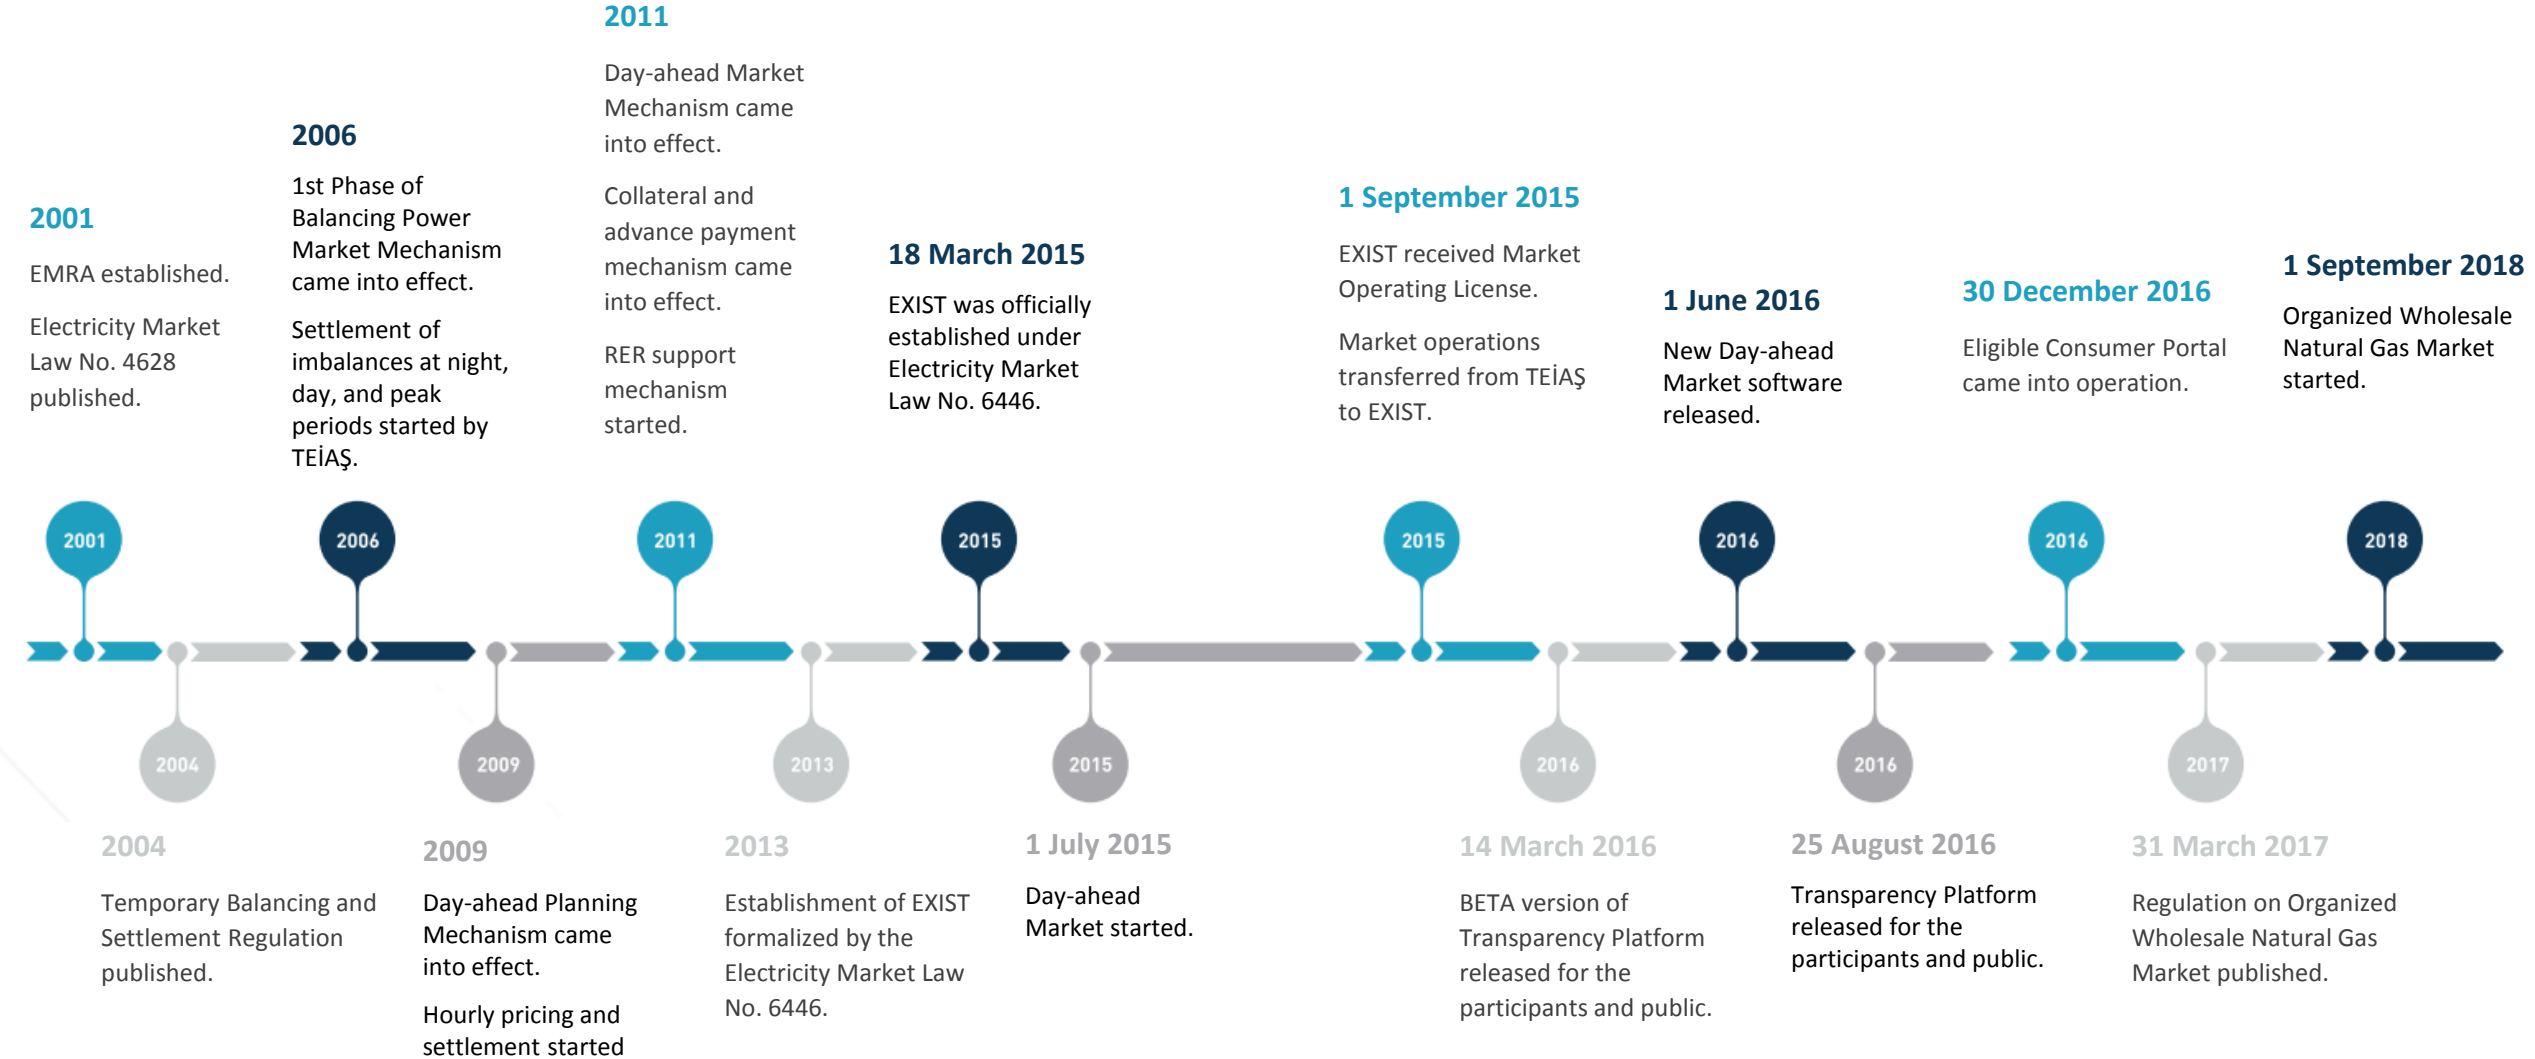 2011
Day-ahead Market
Mechanism came
into effect.
Collateral and
advance payment
mechanism came
into effect.
RER support
mechanism
started.
2006
1st Phase of
Balancing Power
Market Mechanism
came into effect.
Settlement of
imbalances at night,
day, and peak
periods started by
TEİAŞ.
2001
EMRA established.
Electricity Market
Law No. 4628
published.
18 March 2015
EXIST was officially
established under
Electricity Market
Law No. 6446.
1 September 2015
EXIST received Market
Operating License.
Market operations
transferred from TEİAŞ
to EXIST.
1 June 2016
New Day-ahead
Market software
released.
30 December 2016
Eligible Consumer Portal
came into operation.
1 September 2018
Organized Wholesale
Natural Gas Market
started.
2001
2006
2011
2015
2015
2016
2016
2018
2004
2009
2013
2015
2016
2016
2017
2004
Temporary Balancing and
Settlement Regulation
published.
2009
Day-ahead Planning
Mechanism came
into effect.
Hourly pricing and
settlement started
2013
Establishment of EXIST
formalized by the
Electricity Market Law
No. 6446.
1 July 2015
Day-ahead
Market started.
14 March 2016
BETA version of
Transparency Platform
released for the
participants and public.
25 August 2016
Transparency Platform
released for the
participants and public.
31 March 2017
Regulation on Organized
Wholesale Natural Gas
Market published.